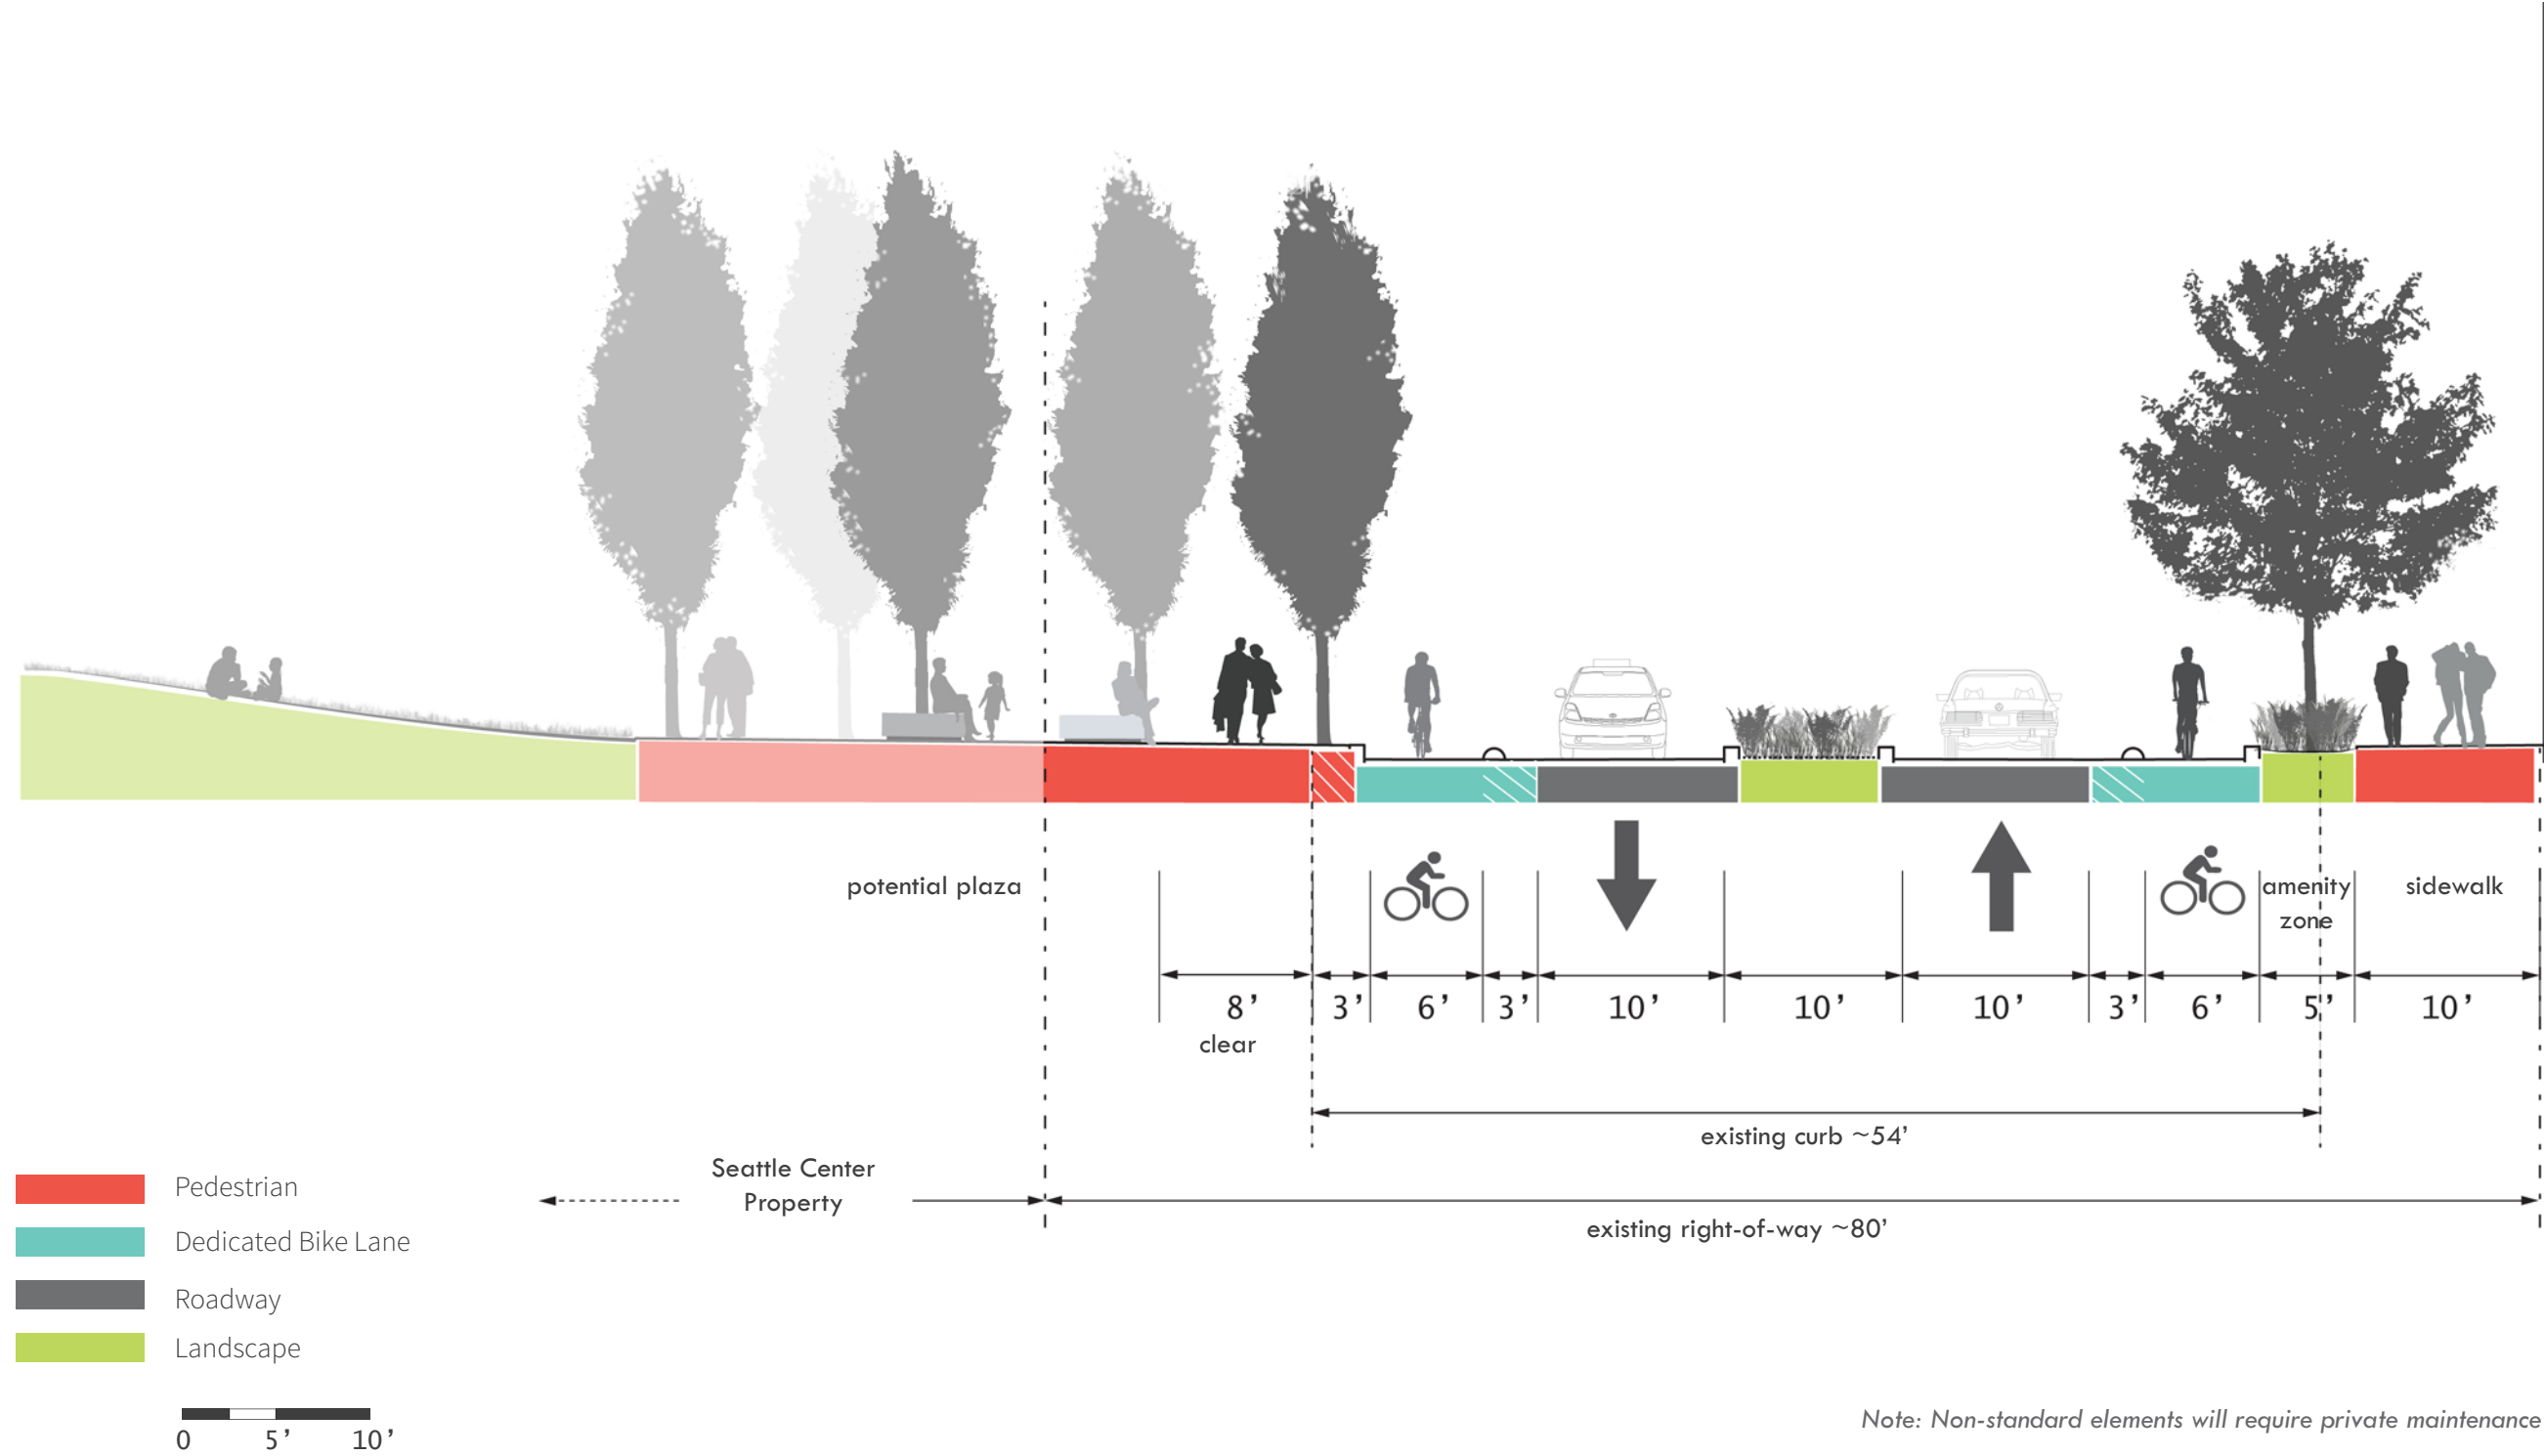 potential plaza
amenity
zone
sidewalk
8’
3’
6’
3’
10’
10’
10’
3’
6’
5’
10’
clear
existing curb ~54’
Seattle Center
Property
existing right-of-way ~80’
Pedestrian
Dedicated Bike Lane
Roadway
Landscape
0 5’ 10’
Note: Non-standard elements will require private maintenance